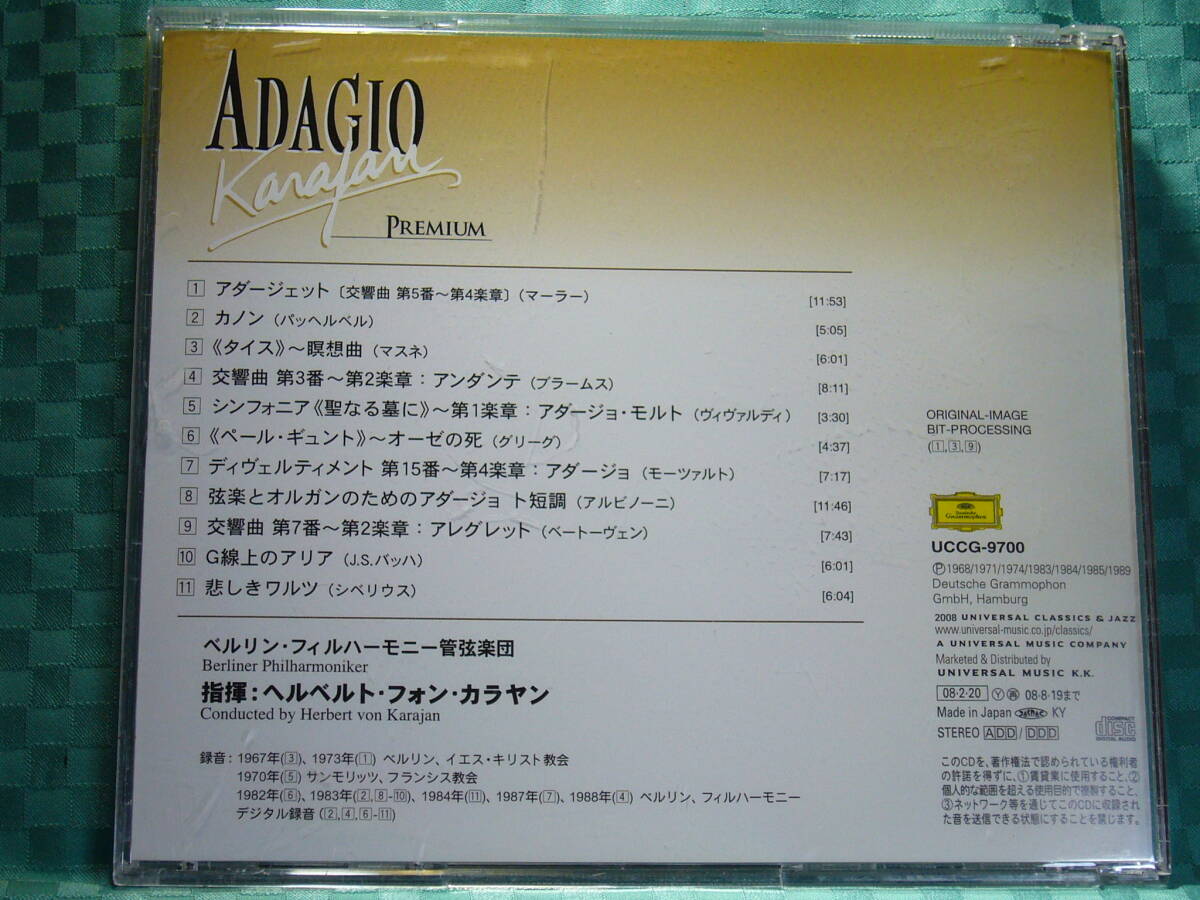 ADAGIO
Karajan
PREMIUM
1 アダージェット〔交響曲 第5番～第4楽章〕(マーラー) [11:53]
2 カノン(パッヘルベル) [5:05]
3 《タイス》～瞑想曲(マスネ) [6:01]
4 交響曲 第3番～第2楽章：アンダンテ(ブラームス) [8:11]
5 シンフォニア《聖なる墓に》～第1楽章：アダージョ・モルト(ヴィヴァルディ) [3:30]
6 《ペール・ギュント》～オーゼの死(グリーグ) [4:37]
7 ディヴェルティメント 第15番～第4楽章：アダージョ(モーツァルト) [7:17]
8 弦楽とオルガンのためのアダージョ ト短調(アルビノーニ) [11:46]
9 交響曲 第7番～第2楽章：アレグレット(ベートーヴェン) [7:43]
10 G線上のアリア(J.S.バッハ) [6:01]
11 悲しきワルツ(シベリウス) [6:04]
ベルリン・フィルハーモニー管弦楽団
Berliner Philharmoniker
指揮：ヘルベルト・フォン・カラヤン
Conducted by Herbert von Karajan
録音：1967年(3)、1973年(1) ベルリン、イエス・キリスト教会
1970年(5) サンモリッツ、フランシス教会
1982年(6)、1983年(2,8-10)、1984年(11)、1987年(7)、1988年(4) ベルリン、フィルハーモニー
デジタル録音(2,4,6-11)
ORIGINAL-IMAGE
BIT-PROCESSING
(1,3,9)
Deutsche
Grammophon
UCCG-9700
Ⓟ1968/1971/1974/1983/1984/1985/1989
Deutsche Grammophon
GmbH, Hamburg
2008 UNIVERSAL CLASSICS & JAZZ
www.universal-music.co.jp/classics/
A UNIVERSAL MUSIC COMPANY
Marketed & Distributed by
UNIVERSAL MUSIC K.K.
08・2・20 Ⓨ 08・8・19まで
Made in Japan KY
STEREO ADD/DDD
COMPACT
disc
DIGITAL AUDIO
このCDを、著作権法で認められている権利者
の許諾を得ずに、①賃貸業に使用すること、②
個人的な範囲を超える使用目的で複製すること、
③ネットワーク等を通じてこのCDに収録され
た音を送信できる状態にすることを禁じます。